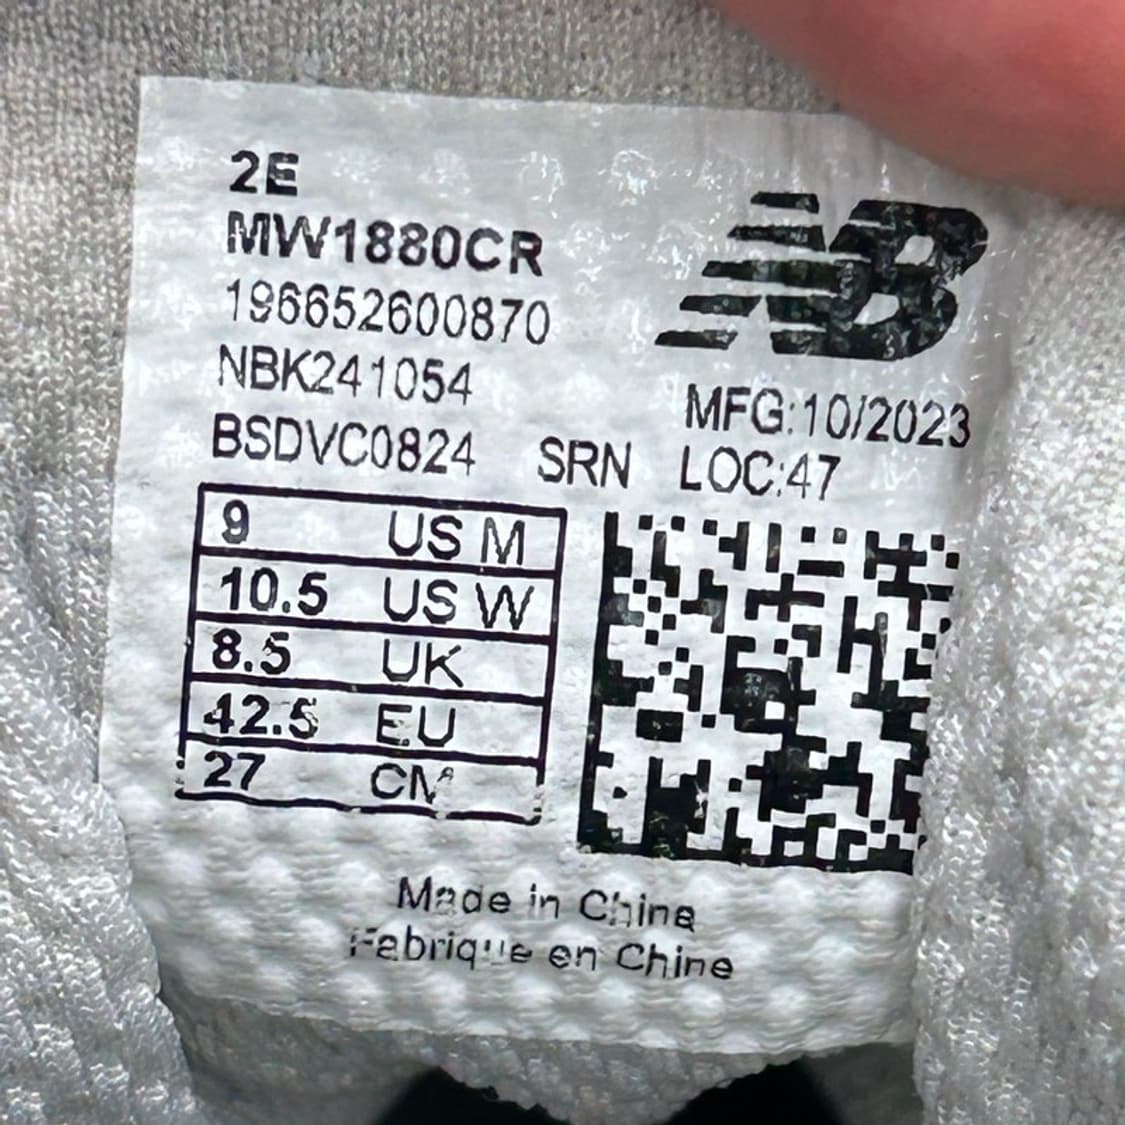 2E
MW1880CR
196652600870
NBK241054
BSDVC0824 SRN
NB
MFG:10/2023
LOC:47
9 US M
10.5 US W
8.5 UK
42.5 EU
27 CM
Made in China
Fabrique en Chine